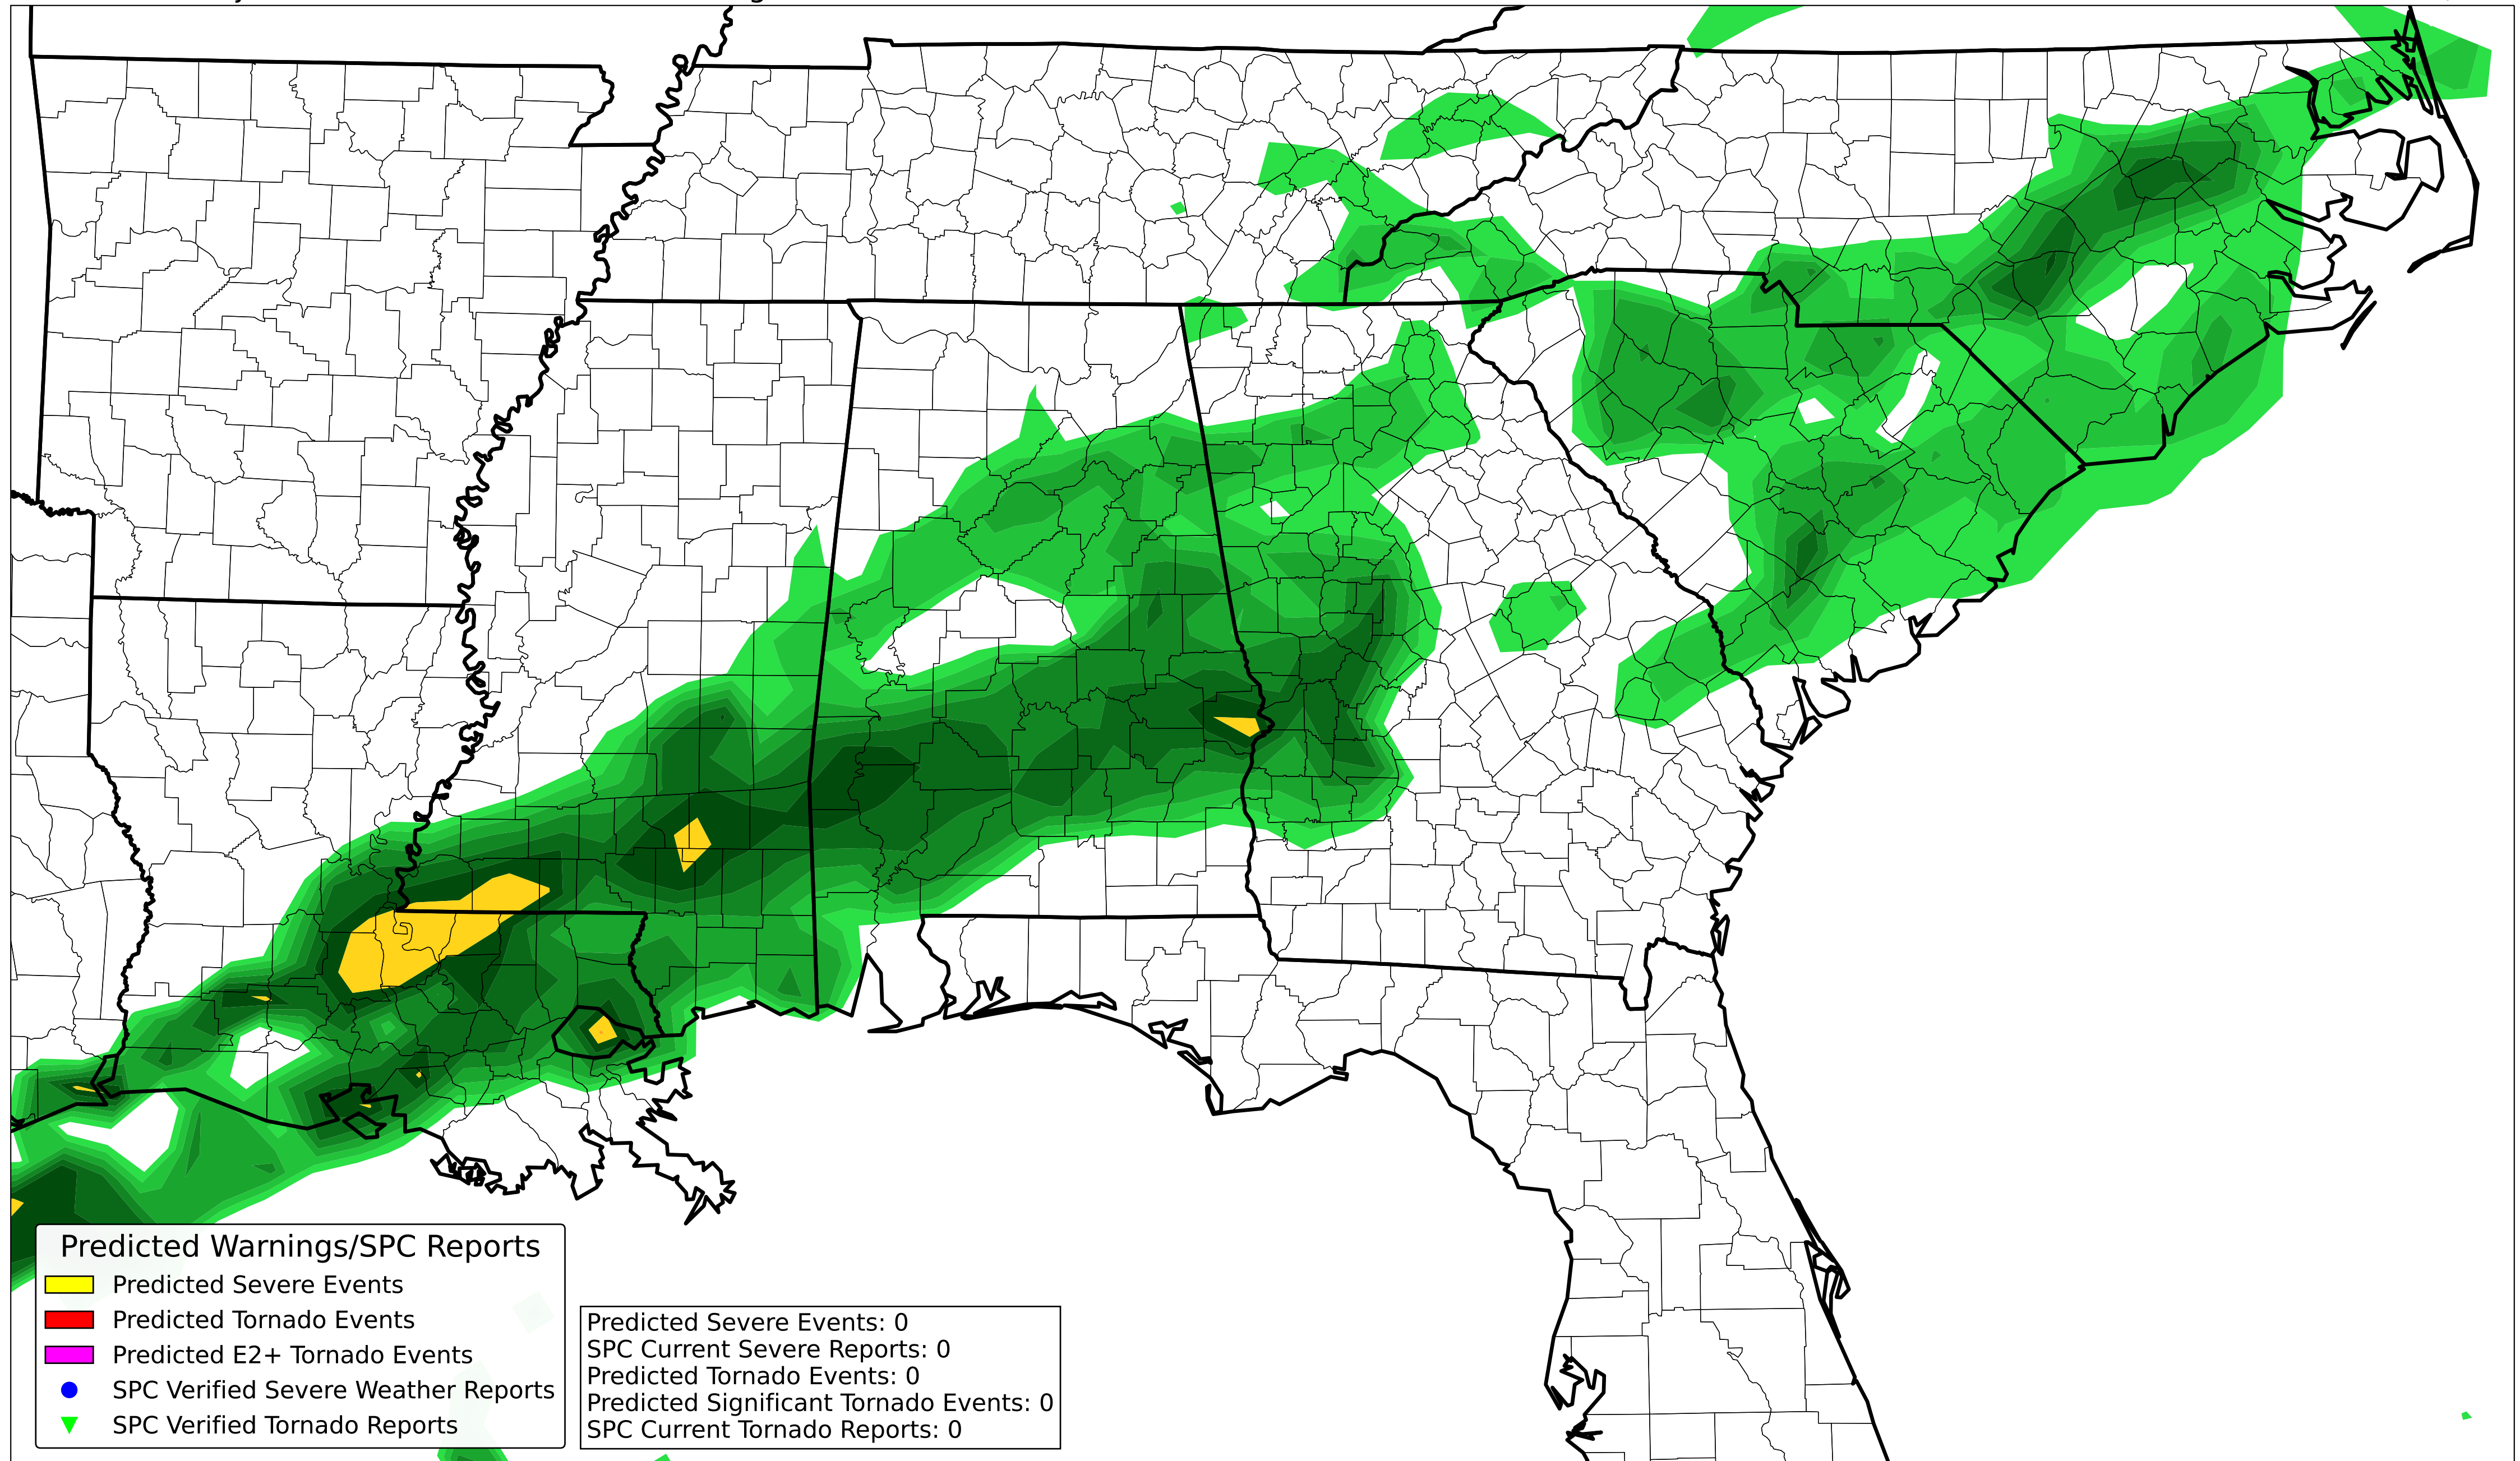 Predicted Warnings/SPC Reports
Predicted Severe Events
Predicted Tornado Events
Predicted E2+ Tornado Events
SPC Verified Severe Weather Reports
SPC Verified Tornado Reports
Predicted Severe Events: 0
SPC Current Severe Reports: 0
Predicted Tornado Events: 0
Predicted Significant Tornado Events: 0
SPC Current Tornado Reports: 0